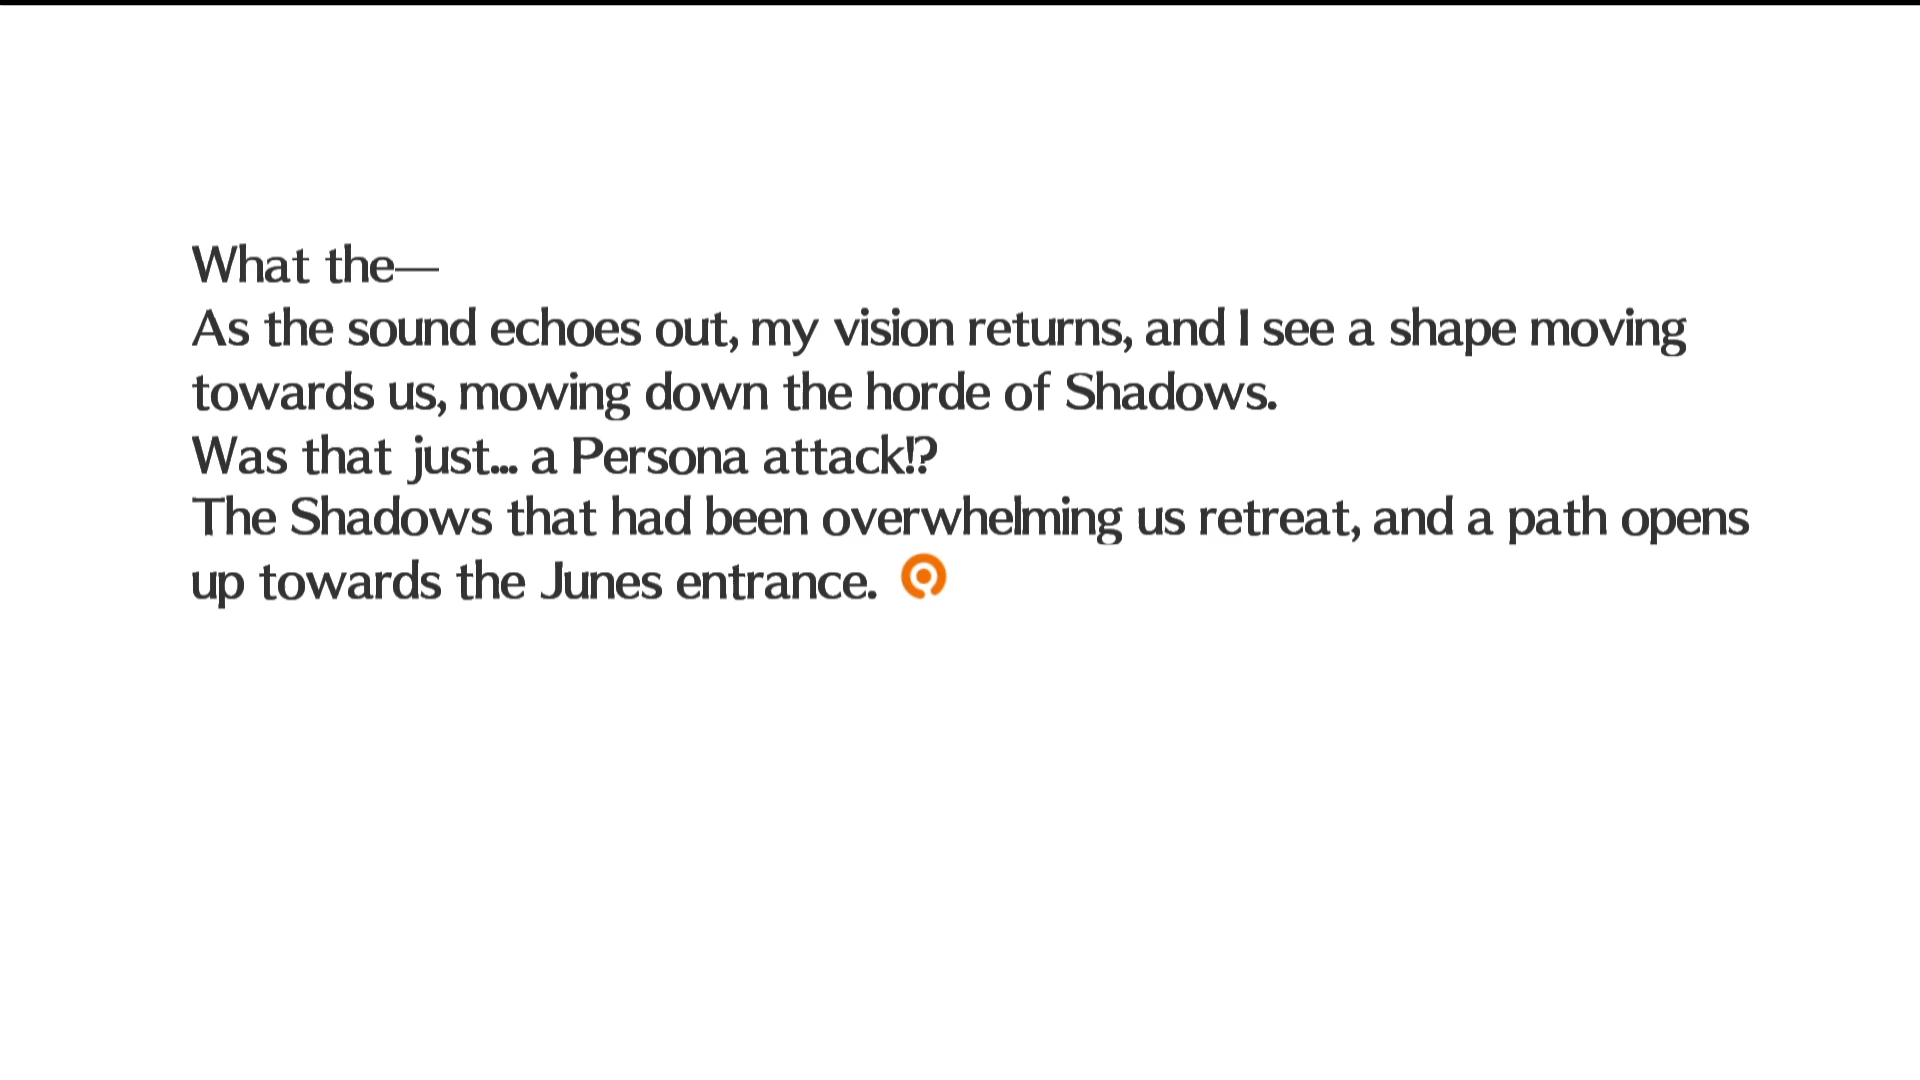 What the—
As the sound echoes out, my vision returns, and I see a shape moving
towards us, mowing down the horde of Shadows.
Was that just... a Persona attack!?
The Shadows that had been overwhelming us retreat, and a path opens
up towards the Junes entrance.